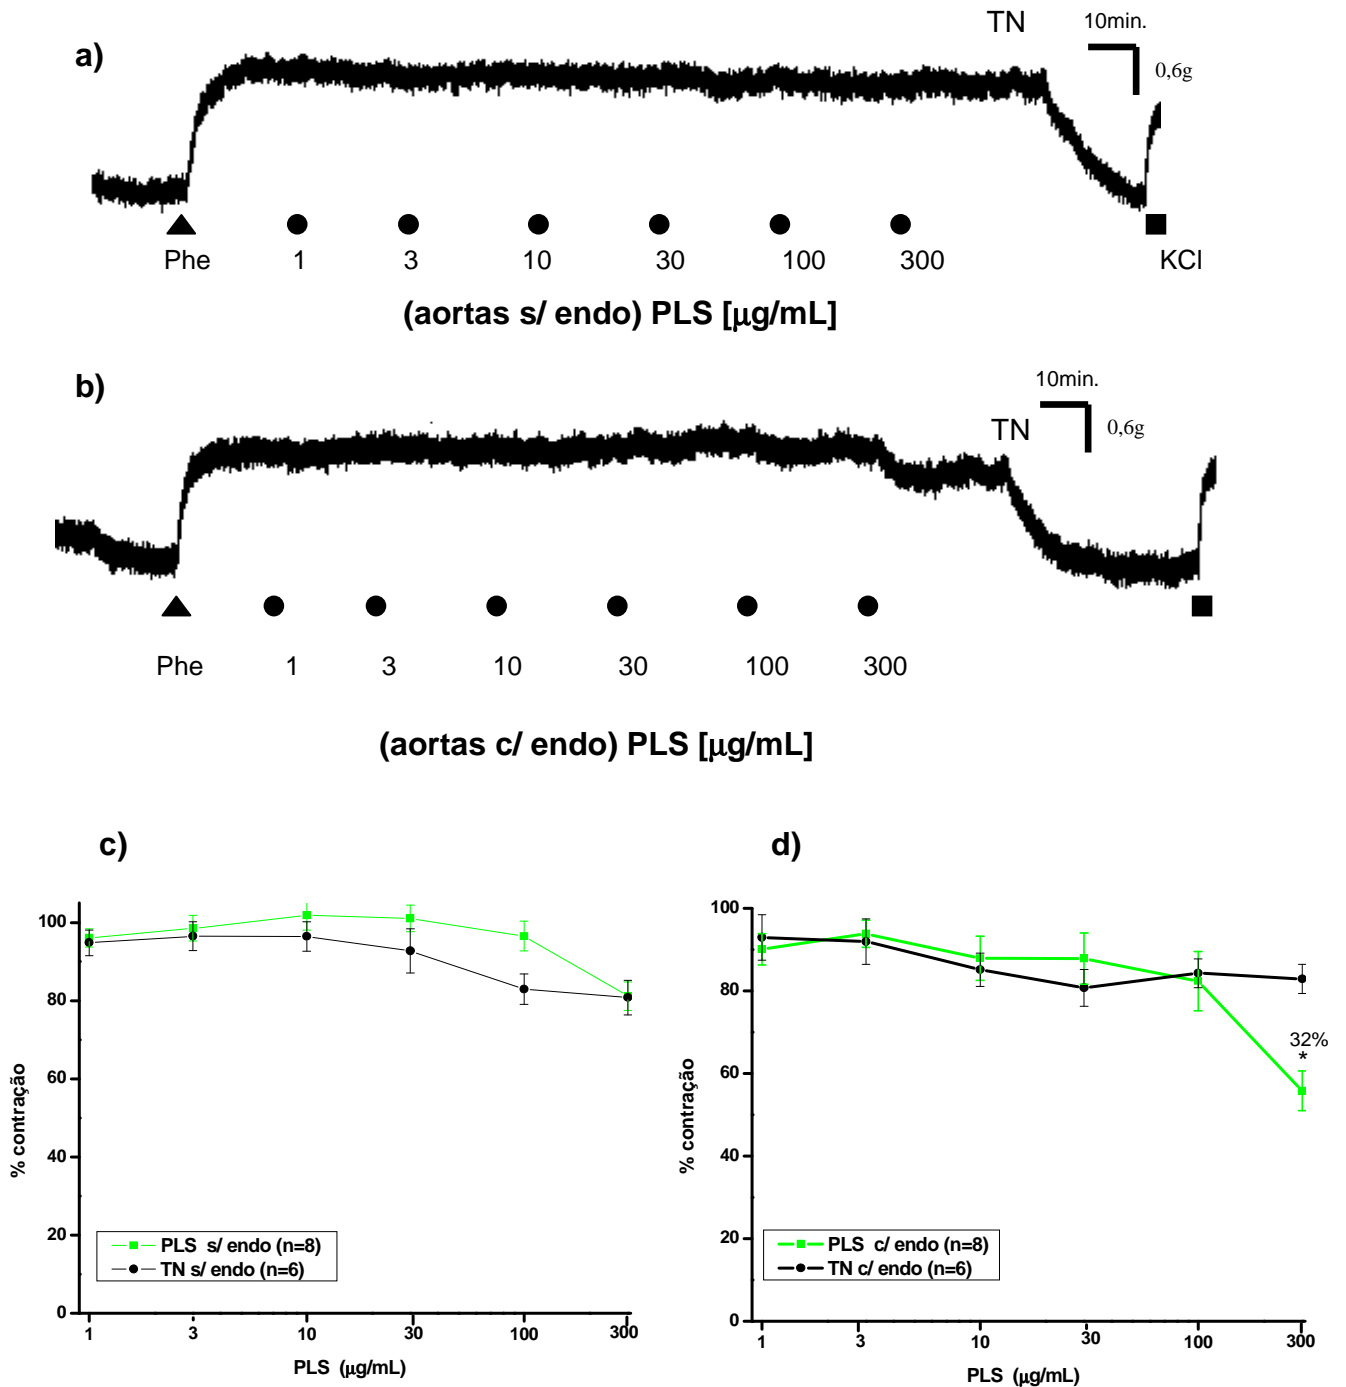 a)
TN
10min.
0,6g
Phe 1 3 10 30 100 300 KCl
(aortas s/ endo) PLS [μg/mL]
b)
10min.
TN
0,6g
Phe 1 3 10 30 100 300
(aortas c/ endo) PLS [μg/mL]
c)
% contração
100
80
60
40
20
0
PLS s/ endo (n=8)
TN s/ endo (n=6)
1 3 10 30 100 300
PLS (μg/mL)
d)
% contração
100
80
60
40
20
0
32%
*
PLS c/ endo (n=8)
TN c/ endo (n=6)
1 3 10 30 100 300
PLS (μg/mL)